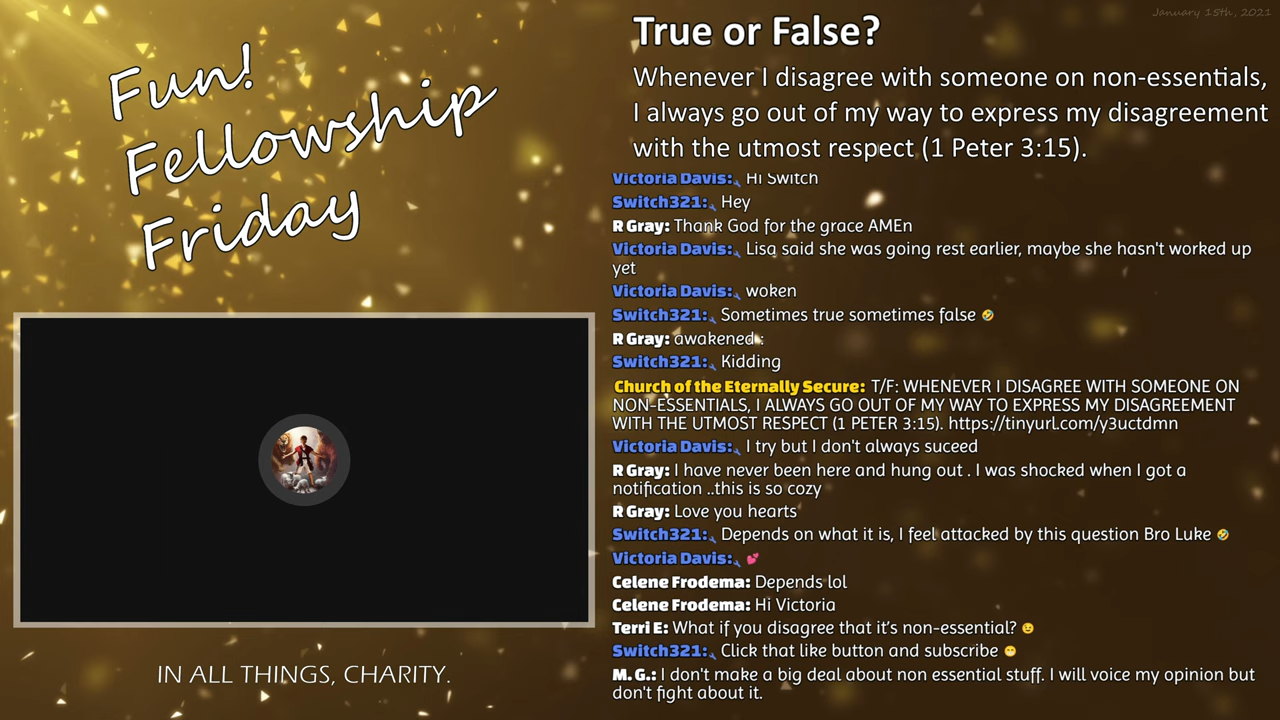 January 15th, 2021
Fun!
Fellowship
Friday
IN ALL THINGS, CHARITY.
True or False?
Whenever I disagree with someone on non-essentials,
I always go out of my way to express my disagreement
with the utmost respect (1 Peter 3:15).
Victoria Davis: Hi Switch
Switch321: Hey
R Gray: Thank God for the grace AMEn
Victoria Davis: Lisa said she was going rest earlier, maybe she hasn't worked up
yet
Victoria Davis: woken
Switch321: Sometimes true sometimes false 🤣
R Gray: awakened :
Switch321: Kidding
Church of the Eternally Secure: T/F: WHENEVER I DISAGREE WITH SOMEONE ON
NON-ESSENTIALS, I ALWAYS GO OUT OF MY WAY TO EXPRESS MY DISAGREEMENT
WITH THE UTMOST RESPECT (1 PETER 3:15). https://tinyurl.com/y3uctdmn
Victoria Davis: I try but I don't always suceed
R Gray: I have never been here and hung out . I was shocked when I got a
notification ..this is so cozy
R Gray: Love you hearts
Switch321: Depends on what it is, I feel attacked by this question Bro Luke 🤣
Victoria Davis: 💕
Celene Frodema: Depends lol
Celene Frodema: Hi Victoria
Terri E: What if you disagree that it's non-essential? 😉
Switch321: Click that like button and subscribe 😁
M. G.: I don't make a big deal about non essential stuff. I will voice my opinion but
don't fight about it.